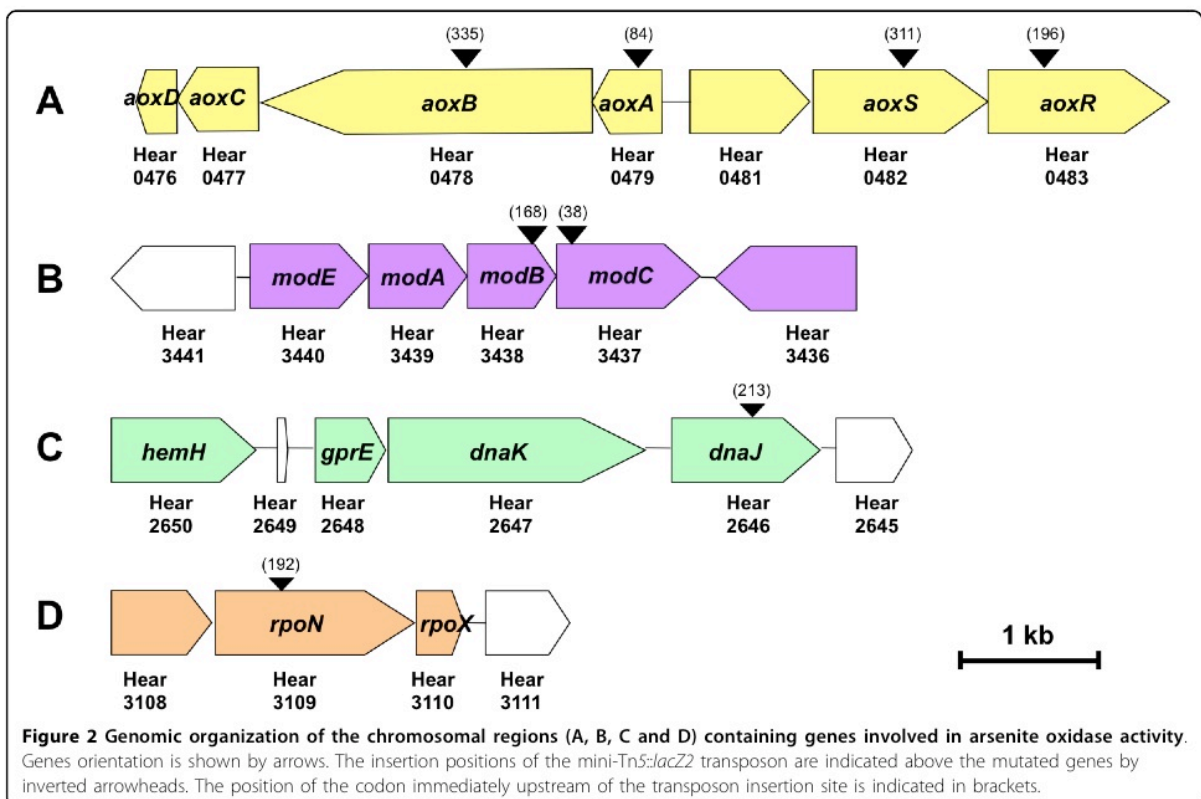 (335) (84) (311) (196)
A aoxD aoxC aoxB aoxA aoxS aoxR
Hear Hear Hear Hear Hear Hear Hear
0476 0477 0478 0479 0481 0482 0483
(168) (38)
B modE modA modB modC
Hear Hear Hear Hear Hear Hear
3441 3440 3439 3438 3437 3436
(213)
C hemH gprE dnaK dnaJ
Hear Hear Hear Hear Hear Hear
2650 2649 2648 2647 2646 2645
(192)
D rpoN rpoX
1 kb
Hear Hear Hear Hear
3108 3109 3110 3111
Figure 2 Genomic organization of the chromosomal regions (A, B, C and D) containing genes involved in arsenite oxidase activity.
Genes orientation is shown by arrows. The insertion positions of the mini-Tn5::lacZ2 transposon are indicated above the mutated genes by
inverted arrowheads. The position of the codon immediately upstream of the transposon insertion site is indicated in brackets.